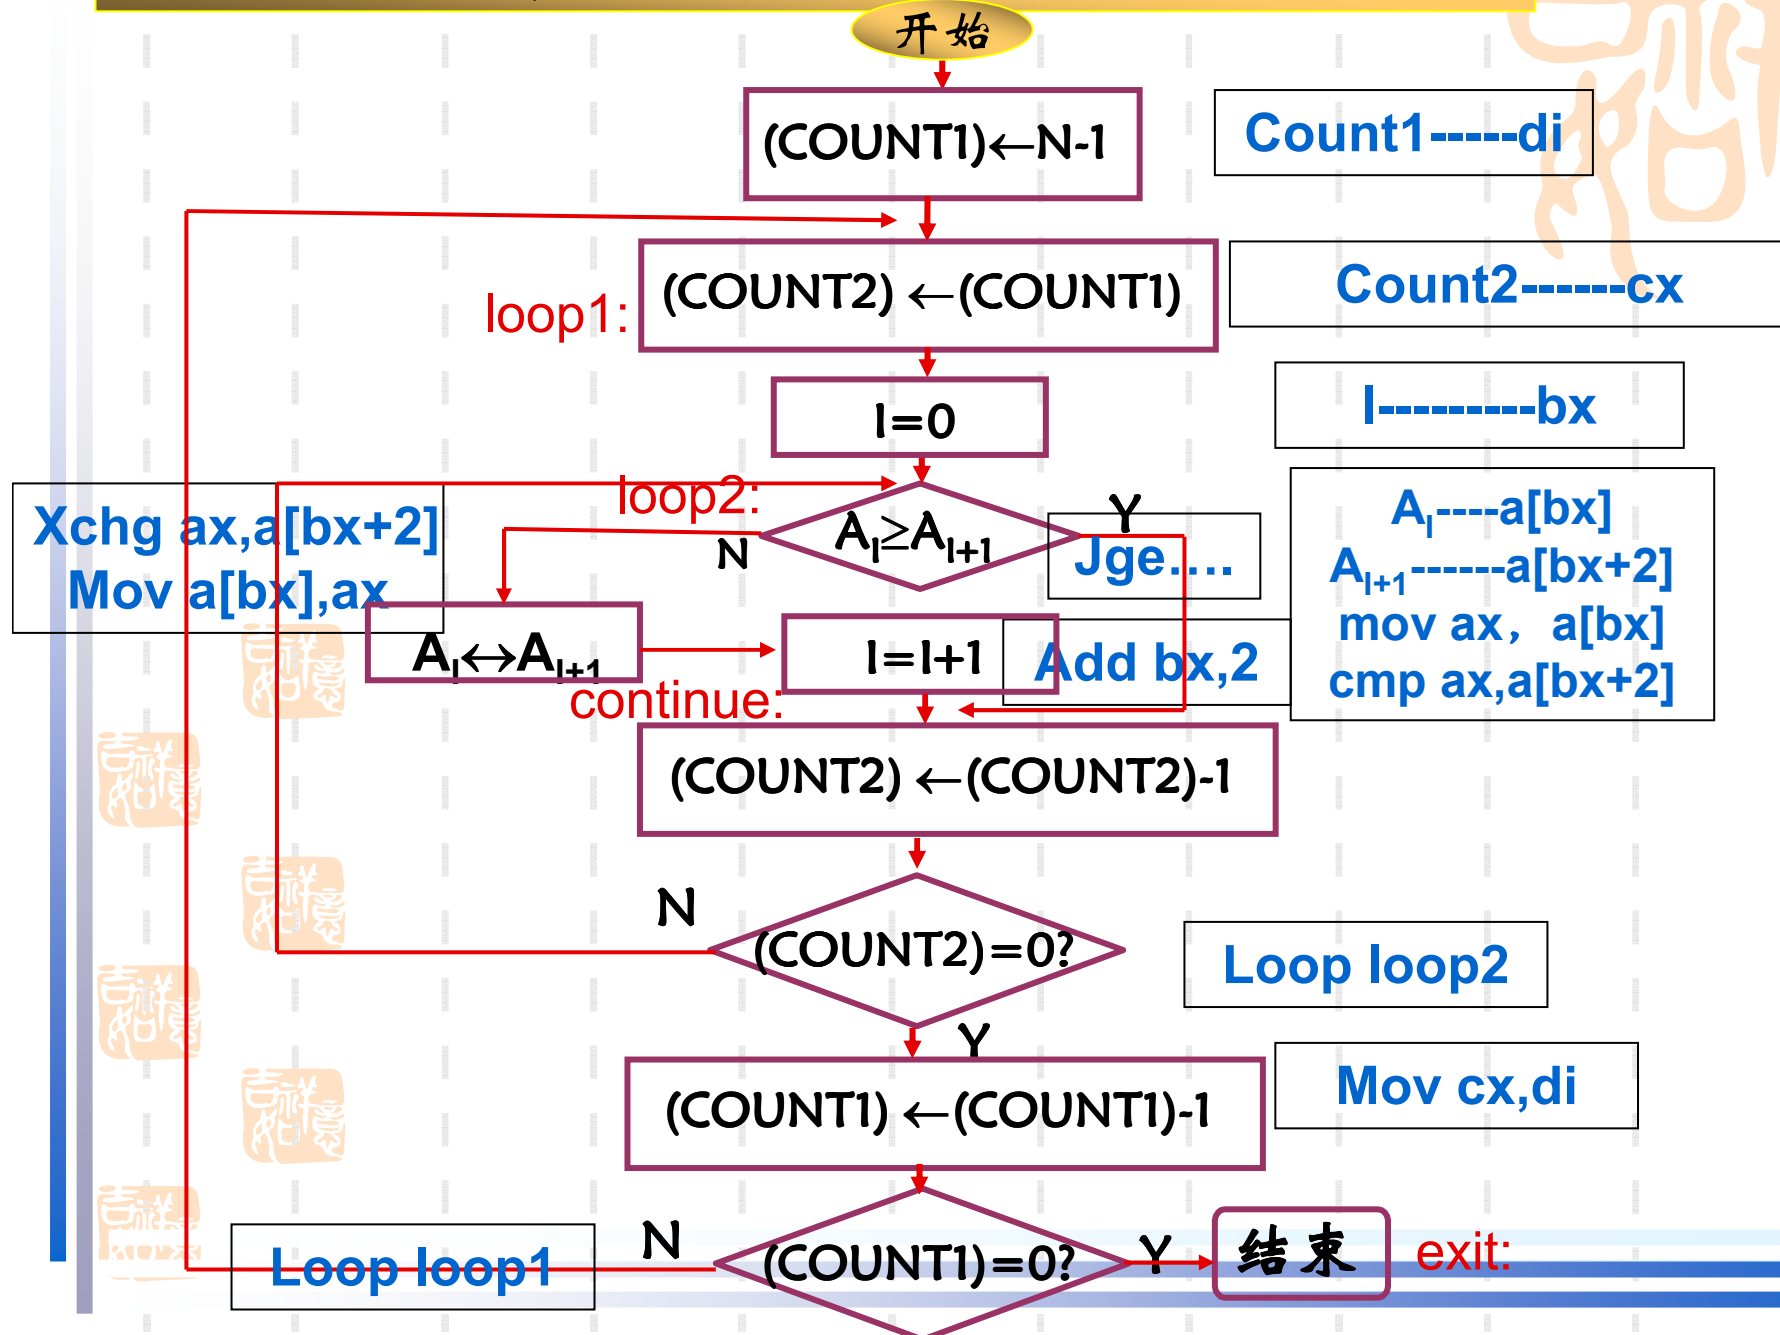 开始
(COUNT1)←N-1
Count1-----di
loop1:
(COUNT2) ←(COUNT1)
Count2------cx
I=0
I---------bx
loop2:
Xchg ax,a[bx+2]
Mov a[bx],ax
N
AI≥AI+1
Y
Jge....
AI----a[bx]
AI+1------a[bx+2]
mov ax，a[bx]
cmp ax,a[bx+2]
AI↔AI+1
I=I+1
Add bx,2
continue:
(COUNT2) ←(COUNT2)-1
N
(COUNT2)=0?
Loop loop2
Y
(COUNT1) ←(COUNT1)-1
Mov cx,di
Loop loop1
N
(COUNT1)=0?
Y
结束
exit: